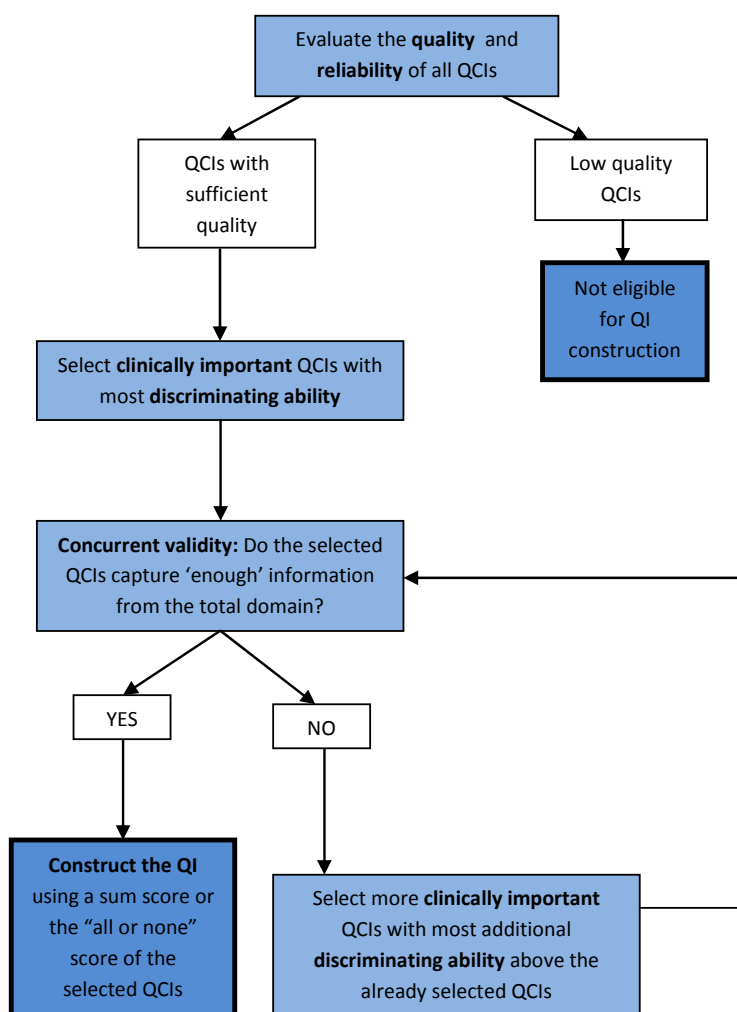 Evaluate the quality and
reliability of all QCIs
QCIs with
sufficient
quality
Low quality
QCIs
Not eligible
for QI
construction
Select clinically important QCIs with
most discriminating ability
Concurrent validity: Do the selected
QCIs capture ‘enough’ information
from the total domain?
YES
NO
Construct the QI
using a sum score or
the “all or none”
score of the
selected QCIs
Select more clinically important
QCIs with most additional
discriminating ability above the
already selected QCIs